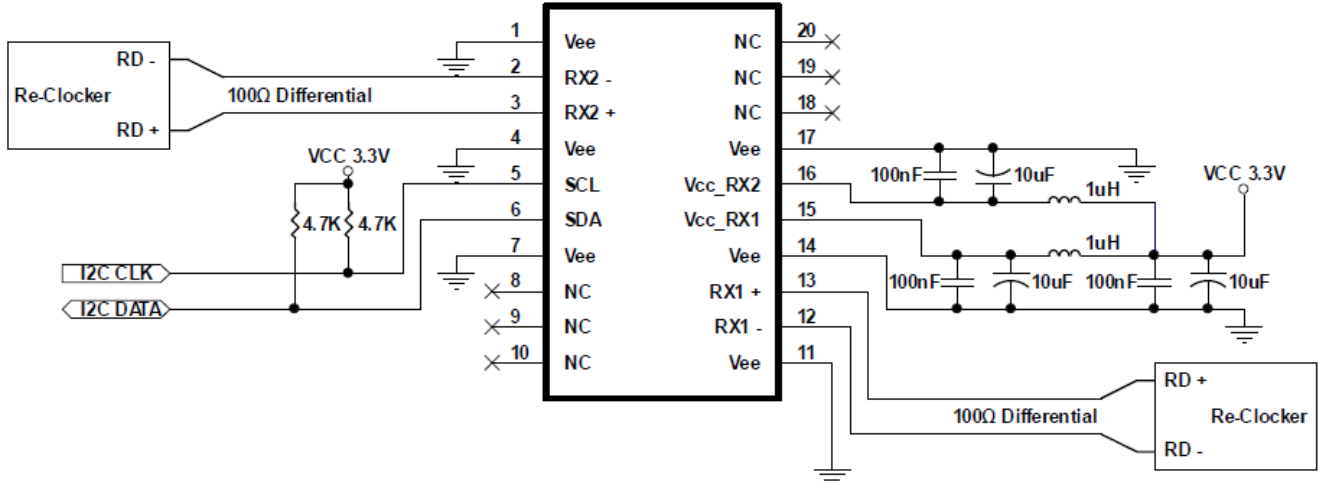 RD -
Re-Clocker
RD +
100Ω Differential
VCC 3.3V
4.7K 4.7K
I2C CLK
I2C DATA
1 Vee
2 RX2 -
3 RX2 +
4 Vee
5 SCL
6 SDA
7 Vee
8 NC
9 NC
10 NC
NC 20
NC 19
NC 18
Vee 17
Vcc_RX2 16
Vcc_RX1 15
Vee 14
RX1 + 13
RX1 - 12
Vee 11
100nF 10uF
1uH
VCC 3.3V
1uH
100nF 10uF 100nF 10uF
100Ω Differential
RD +
Re-Clocker
RD -